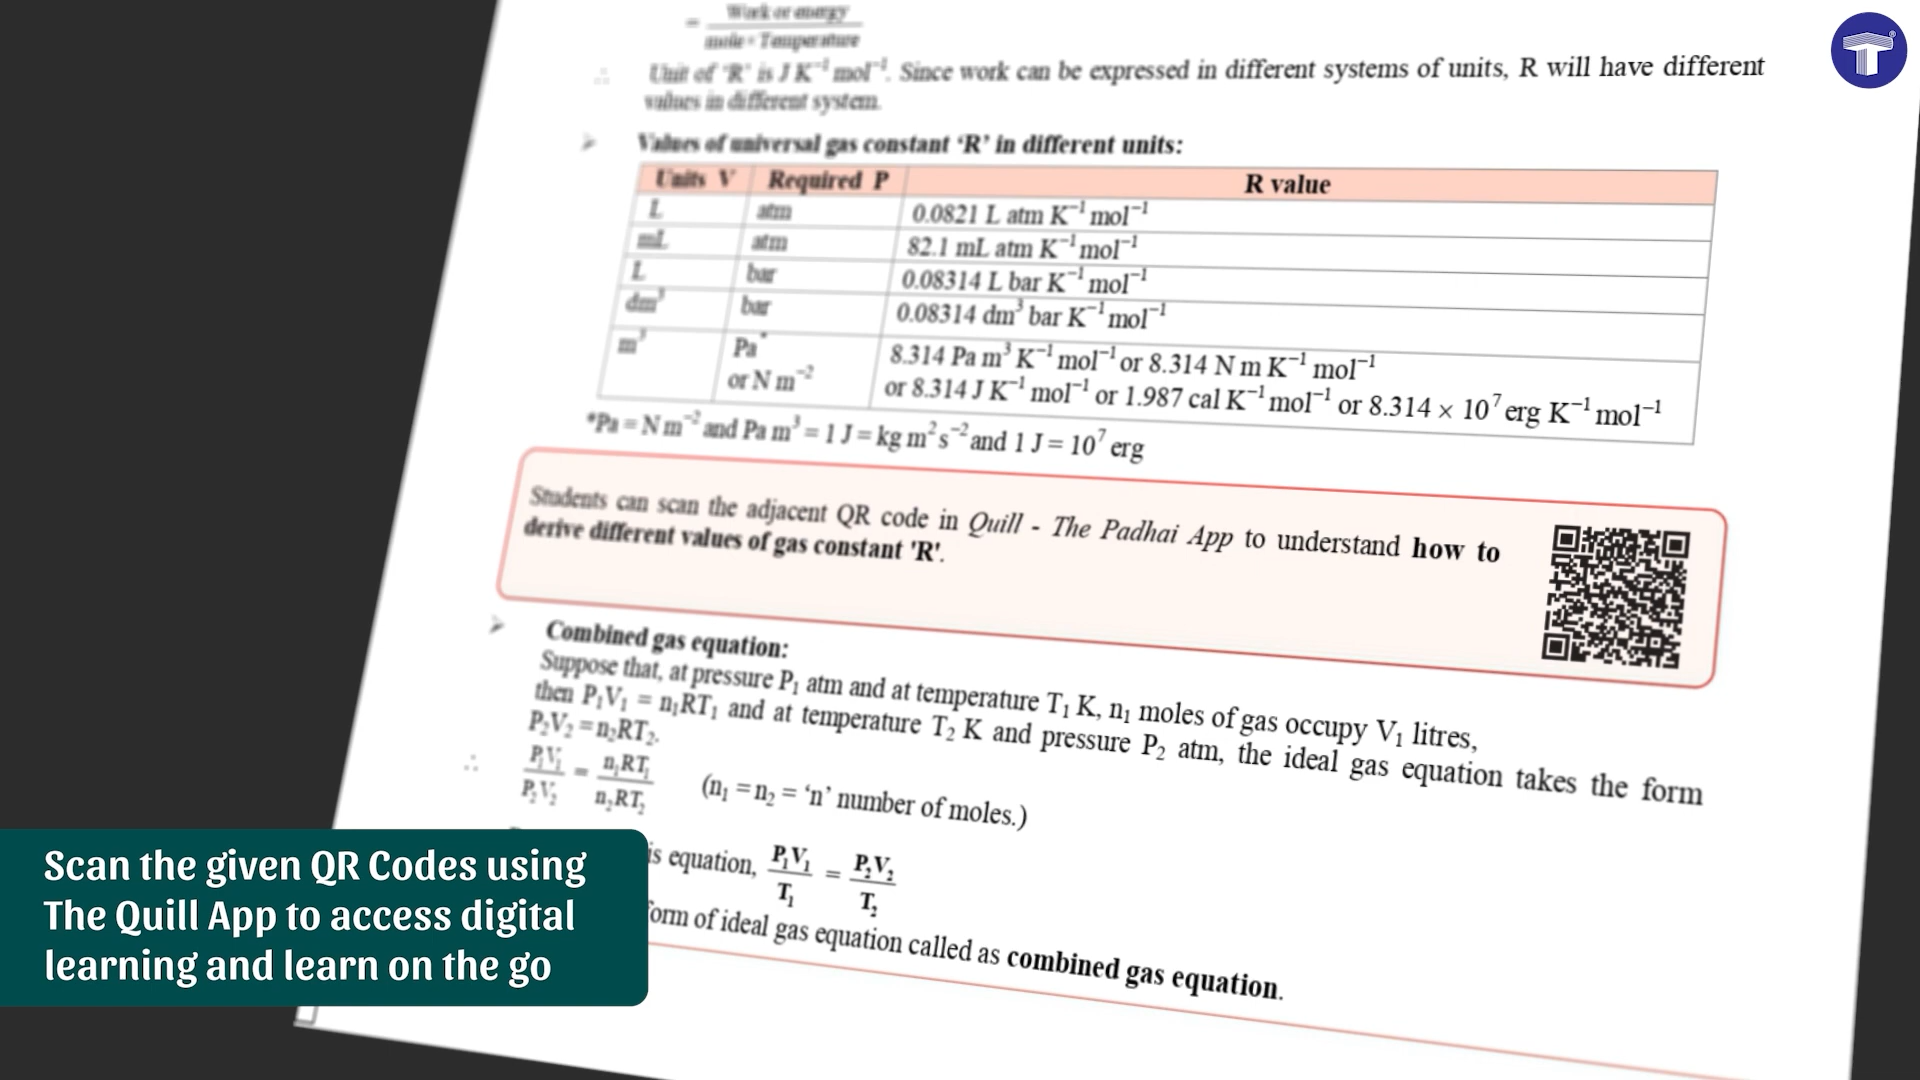 = Work or energy / mole × Temperature
∴ Unit of ‘R’ is J K⁻¹ mol⁻¹. Since work can be expressed in different systems of units, R will have different
values in different system.
➢ Values of universal gas constant ‘R’ in different units:
Units V Required P R value
L atm 0.0821 L atm K⁻¹ mol⁻¹
mL atm 82.1 mL atm K⁻¹ mol⁻¹
L bar 0.08314 L bar K⁻¹ mol⁻¹
dm³ bar 0.08314 dm³ bar K⁻¹ mol⁻¹
m³ Pa* 8.314 Pa m³ K⁻¹ mol⁻¹ or 8.314 N m K⁻¹ mol⁻¹
or N m⁻² or 8.314 J K⁻¹ mol⁻¹ or 1.987 cal K⁻¹ mol⁻¹ or 8.314 × 10⁷ erg K⁻¹ mol⁻¹
*Pa = N m⁻² and Pa m³ = 1 J = kg m² s⁻² and 1 J = 10⁷ erg
Students can scan the adjacent QR code in Quill - The Padhai App to understand how to
derive different values of gas constant 'R'.
➢ Combined gas equation:
Suppose that, at pressure P₁ atm and at temperature T₁ K, n₁ moles of gas occupy V₁ litres,
then P₁V₁ = n₁RT₁ and at temperature T₂ K and pressure P₂ atm, the ideal gas equation takes the form
P₂V₂ = n₂RT₂.
∴ P₁V₁ / P₂V₂ = n₁RT₁ / n₂RT₂ (n₁ = n₂ = ‘n’ number of moles.)
is equation, P₁V₁ / T₁ = P₂V₂ / T₂
form of ideal gas equation called as combined gas equation.
Scan the given QR Codes using
The Quill App to access digital
learning and learn on the go